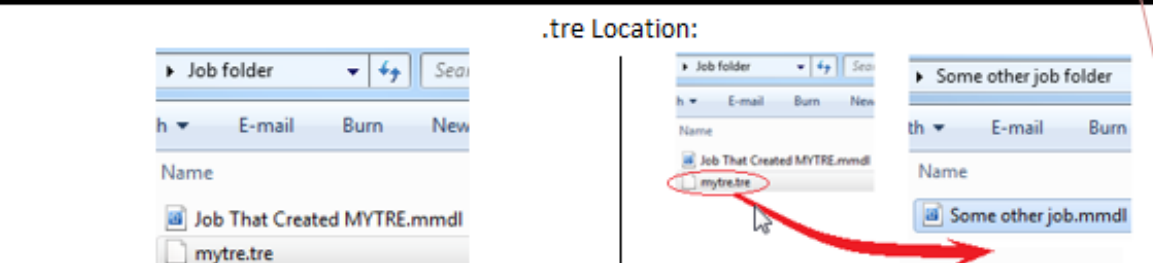 .tre Location:
Job folder
h E-mail Burn New
Name
Job That Created MYTRE.mmdl
mytre.tre
Job folder
h E-mail Burn New
Name
Job That Created MYTRE.mmdl
mytre.tre
Some other job folder
th E-mail Burn
Name
Some other job.mmdl